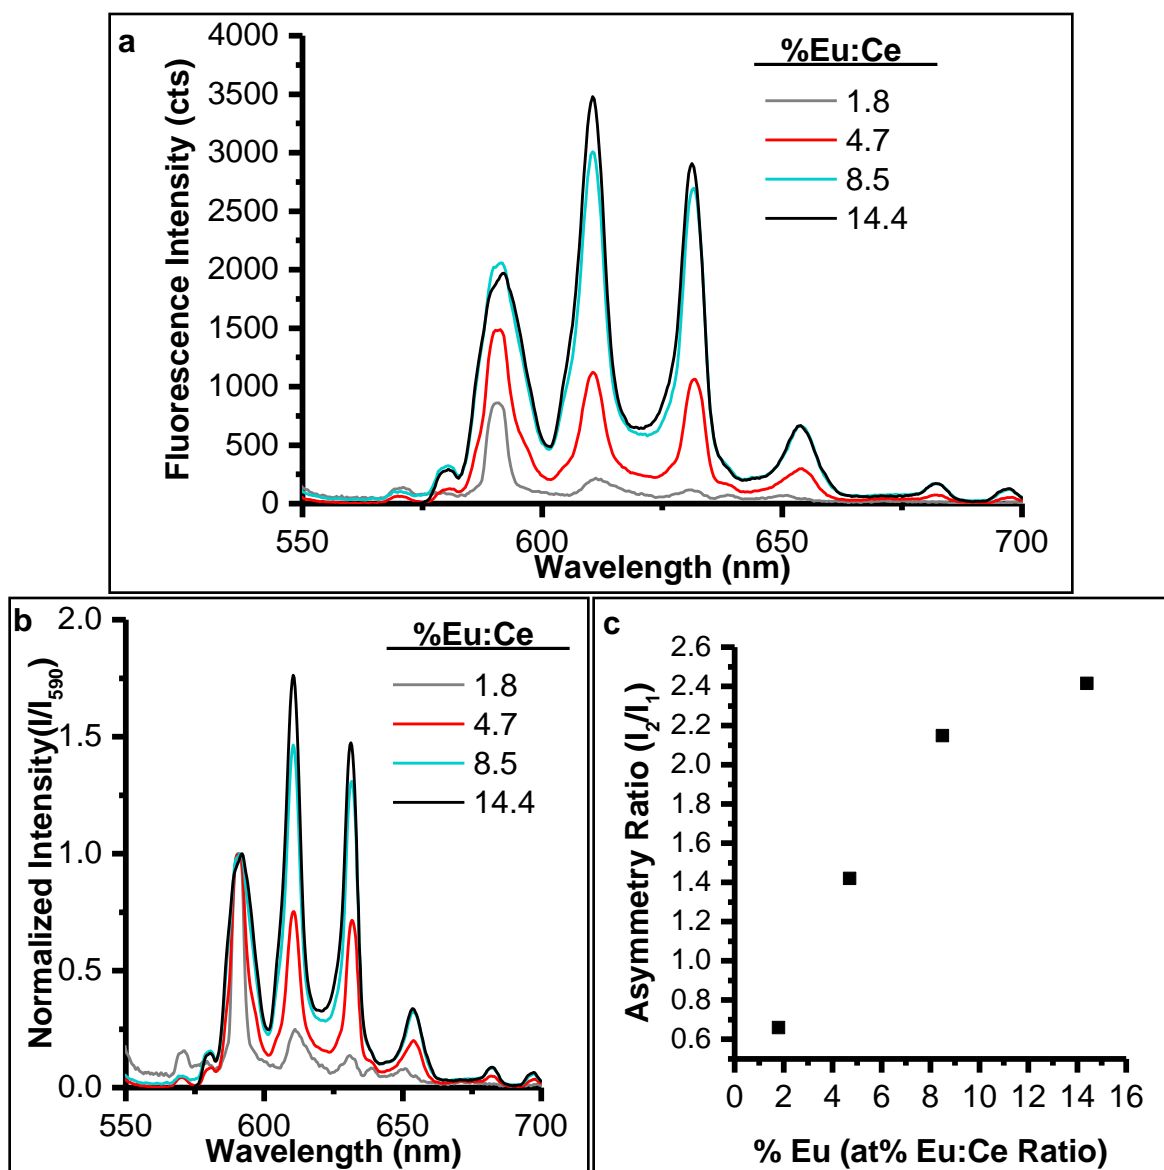 a
%Eu:Ce
1.8
4.7
8.5
14.4
4000
3500
3000
2500
2000
1500
1000
500
0
Fluorescence Intensity (cts)
550 600 650 700
Wavelength (nm)
b
%Eu:Ce
1.8
4.7
8.5
14.4
2.0
1.5
1.0
0.5
0.0
Normalized Intensity(I/I590)
550 600 650 700
Wavelength (nm)
c
2.6
2.4
2.2
2.0
1.8
1.6
1.4
1.2
1.0
0.8
0.6
Asymmetry Ratio (I2/I1)
0 2 4 6 8 10 12 14 16
% Eu (at% Eu:Ce Ratio)